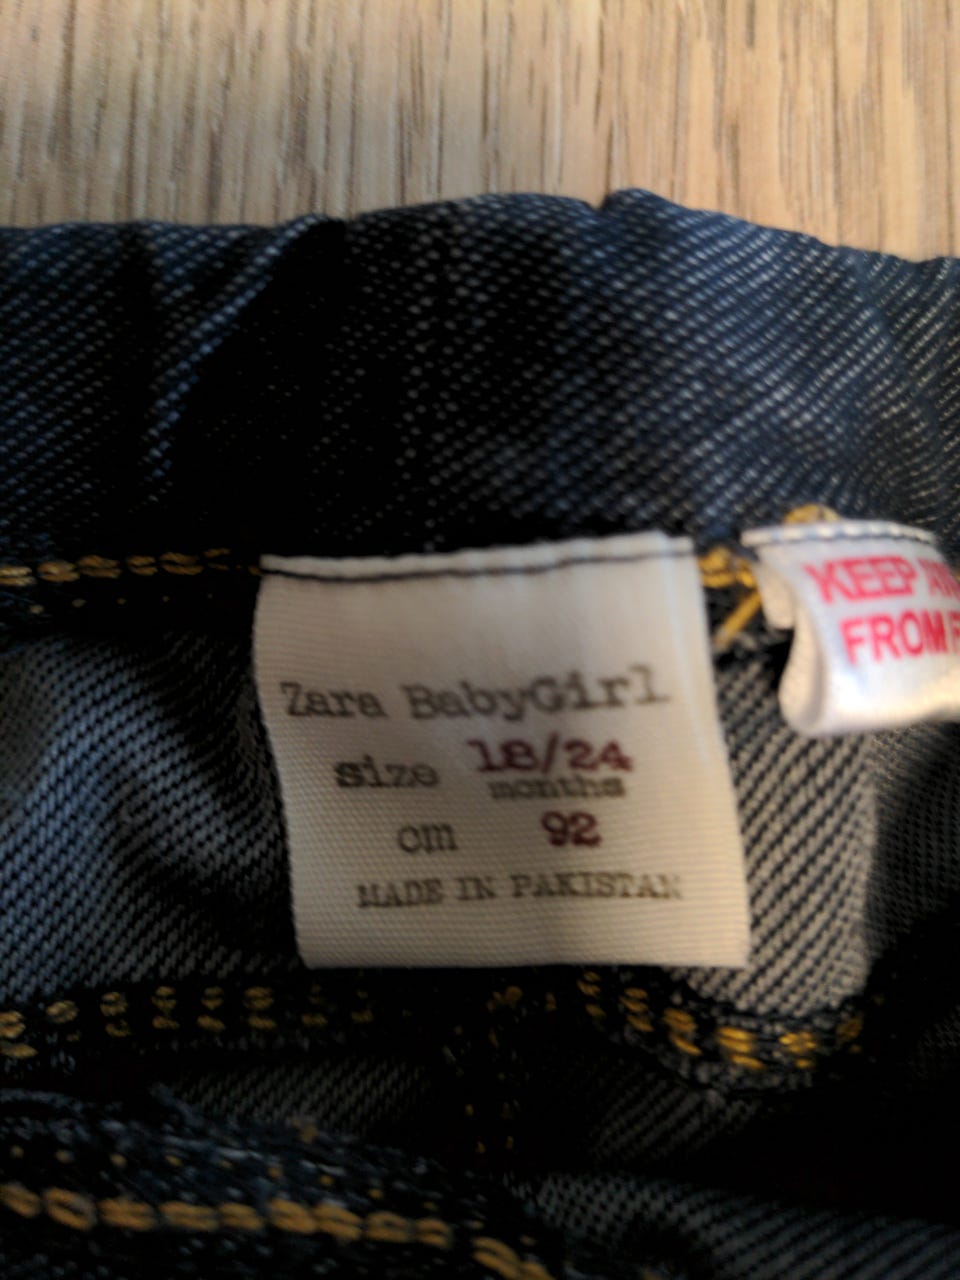 Zara BabyGirl
size 18/24
months
cm 92
MADE IN PAKISTAN
KEEP
FROM